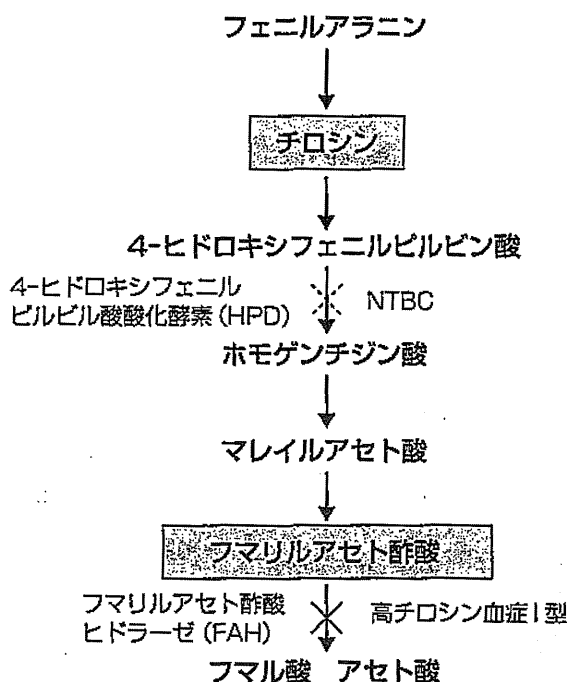 フェニルアラニン
チロシン
4-ヒドロキシフェニルピルビン酸
4-ヒドロキシフェニル
ピルビル酸酸化酵素(HPD)
NTBC
ホモゲンチジン酸
マレイルアセト酸
フマリルアセト酢酸
フマリルアセト酢酸
ヒドラーゼ(FAH)
高チロシン血症Ⅰ型
フマル酸 アセト酸